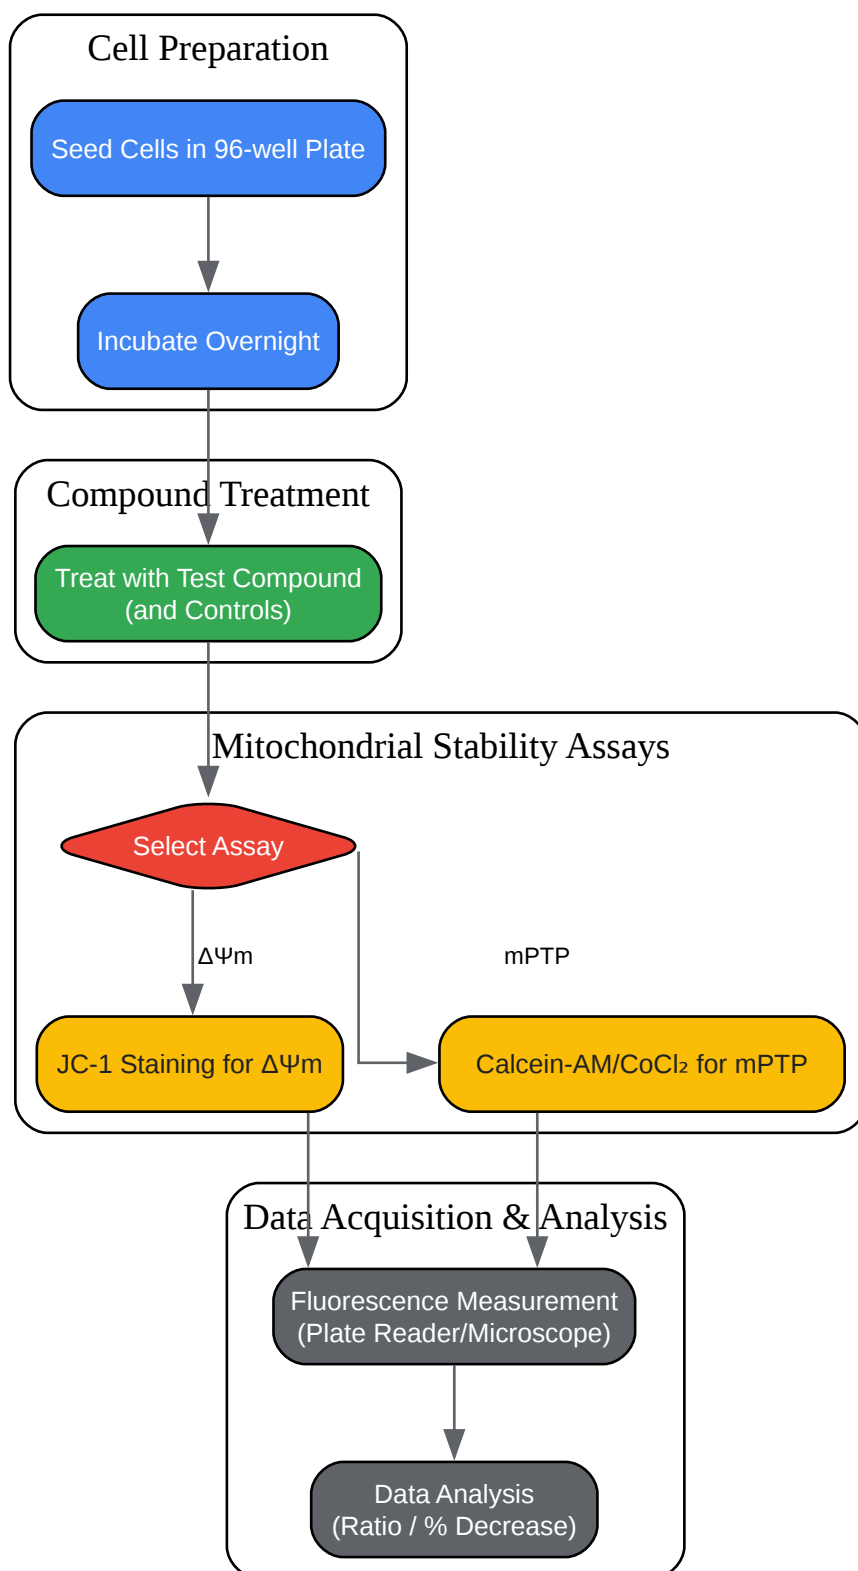 Cell Preparation
Seed Cells in 96-well Plate
Incubate Overnight
Compound Treatment
Treat with Test Compound
(and Controls)
Mitochondrial Stability Assays
Select Assay
ΔΨm
mPTP
JC-1 Staining for ΔΨm
Calcein-AM/CoCl₂ for mPTP
Data Acquisition & Analysis
Fluorescence Measurement
(Plate Reader/Microscope)
Data Analysis
(Ratio / % Decrease)